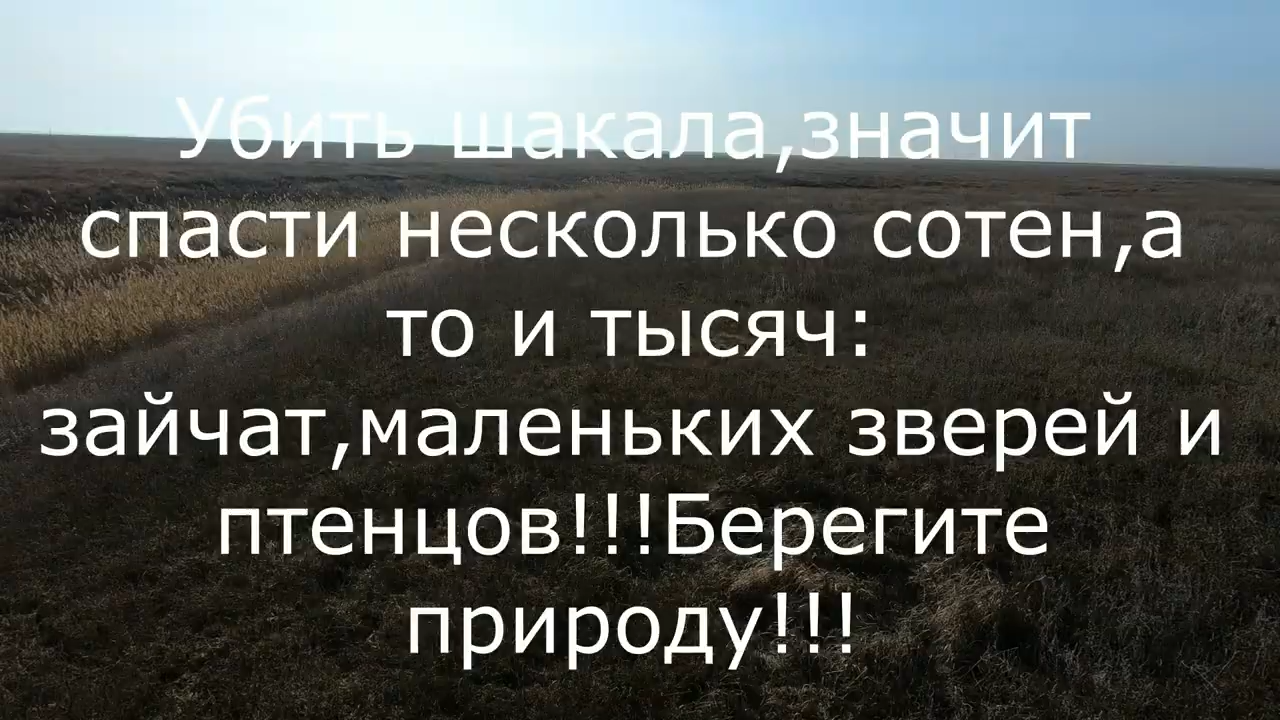 Убить шакала,значит
спасти несколько сотен,а
то и тысяч:
зайчат,маленьких зверей и
птенцов!!!Берегите
природу!!!